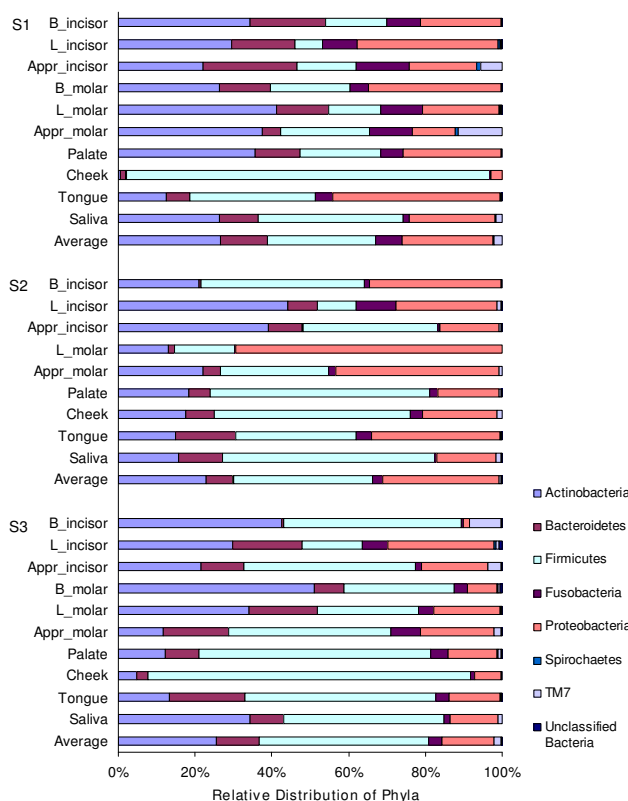 S1
B_incisor
L_incisor
Appr_incisor
B_molar
L_molar
Appr_molar
Palate
Cheek
Tongue
Saliva
Average
S2
B_incisor
L_incisor
Appr_incisor
L_molar
Appr_molar
Palate
Cheek
Tongue
Saliva
Average
S3
B_incisor
L_incisor
Appr_incisor
B_molar
L_molar
Appr_molar
Palate
Cheek
Tongue
Saliva
Average
0% 20% 40% 60% 80% 100%
Relative Distribution of Phyla
Actinobacteria
Bacteroidetes
Firmicutes
Fusobacteria
Proteobacteria
Spirochaetes
TM7
Unclassified
Bacteria